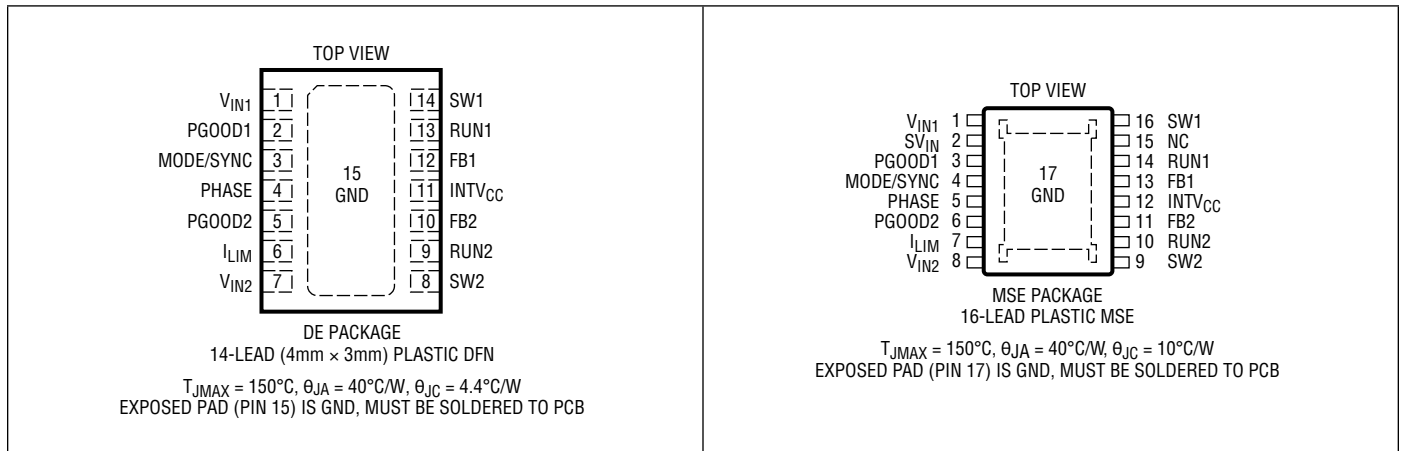 TOP VIEW
VIN1 1
PGOOD1 2
MODE/SYNC 3
PHASE 4
PGOOD2 5
ILIM 6
VIN2 7
15
GND
14 SW1
13 RUN1
12 FB1
11 INTVCC
10 FB2
9 RUN2
8 SW2
DE PACKAGE
14-LEAD (4mm × 3mm) PLASTIC DFN
TJMAX = 150°C, θJA = 40°C/W, θJC = 4.4°C/W
EXPOSED PAD (PIN 15) IS GND, MUST BE SOLDERED TO PCB
TOP VIEW
VIN1 1
SVIN 2
PGOOD1 3
MODE/SYNC 4
PHASE 5
PGOOD2 6
ILIM 7
VIN2 8
17
GND
16 SW1
15 NC
14 RUN1
13 FB1
12 INTVCC
11 FB2
10 RUN2
9 SW2
MSE PACKAGE
16-LEAD PLASTIC MSE
TJMAX = 150°C, θJA = 40°C/W, θJC = 10°C/W
EXPOSED PAD (PIN 17) IS GND, MUST BE SOLDERED TO PCB